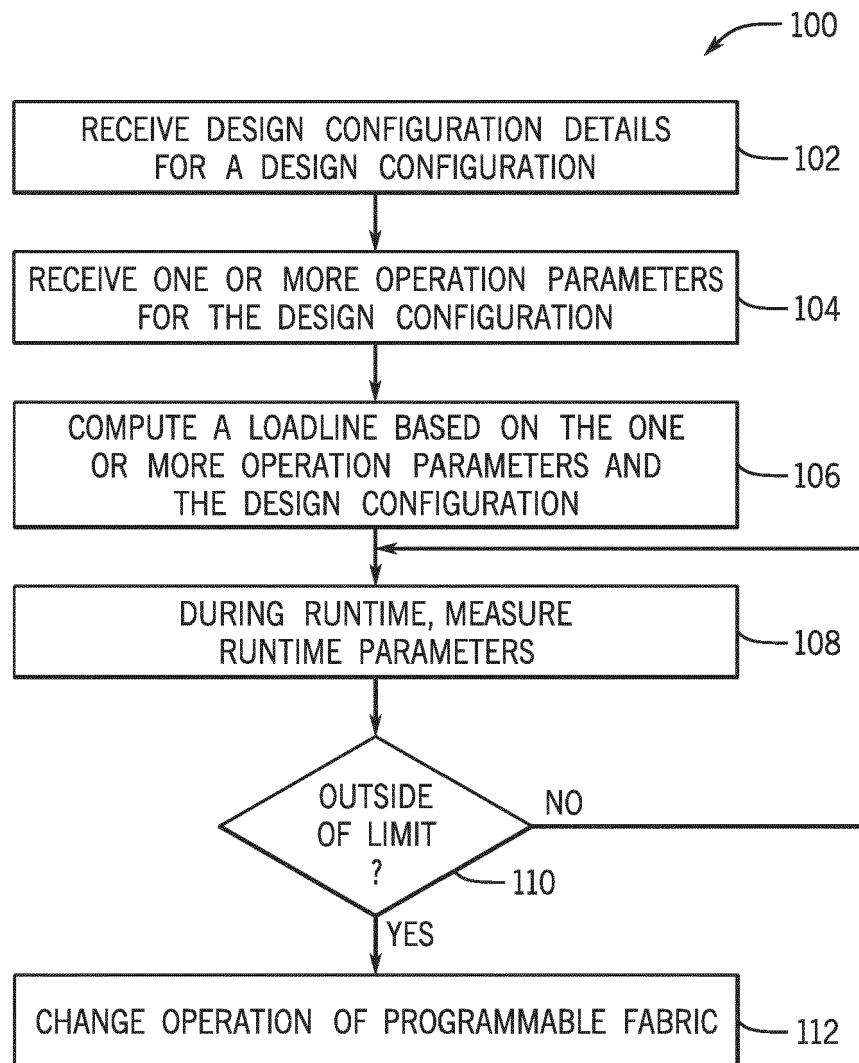 100
RECEIVE DESIGN CONFIGURATION DETAILS
FOR A DESIGN CONFIGURATION
102
RECEIVE ONE OR MORE OPERATION PARAMETERS
FOR THE DESIGN CONFIGURATION
104
COMPUTE A LOADLINE BASED ON THE ONE
OR MORE OPERATION PARAMETERS AND
THE DESIGN CONFIGURATION
106
DURING RUNTIME, MEASURE
RUNTIME PARAMETERS
108
OUTSIDE
OF LIMIT
?
NO
110
YES
CHANGE OPERATION OF PROGRAMMABLE FABRIC
112